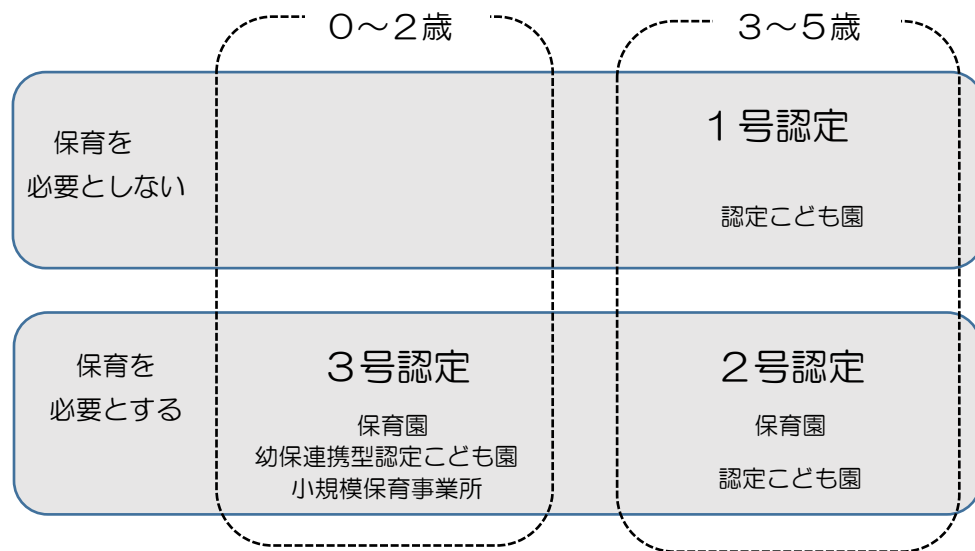 ０～２歳
３～５歳
保育を
必要としない
１号認定
認定こども園
保育を
必要とする
３号認定
保育園
幼保連携型認定こども園
小規模保育事業所
２号認定
保育園
認定こども園